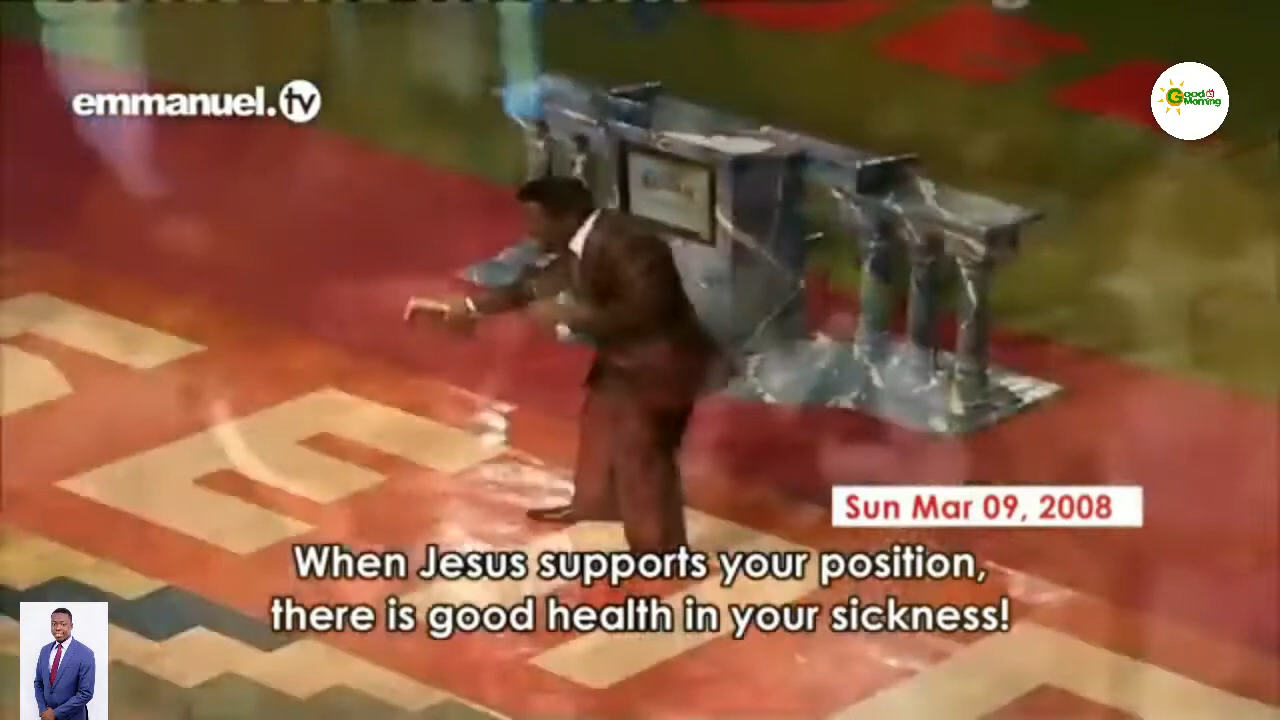 emmanuel.tv
Good
Morning
Sun Mar 09, 2008
When Jesus supports your position,
there is good health in your sickness!